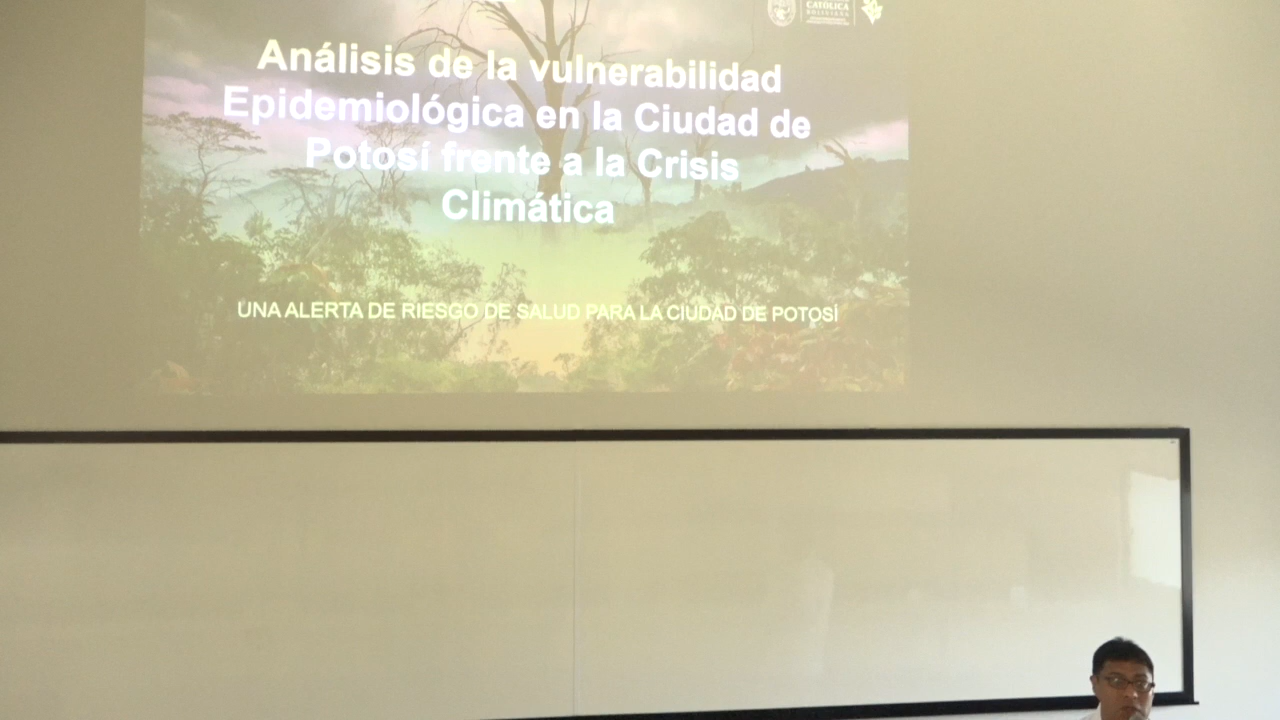 CATÓLICA
BOLIVIANA
Análisis de la vulnerabilidad
Epidemiológica en la Ciudad de
Potosí frente a la Crisis
Climática
UNA ALERTA DE RIESGO DE SALUD PARA LA CIUDAD DE POTOSÍ